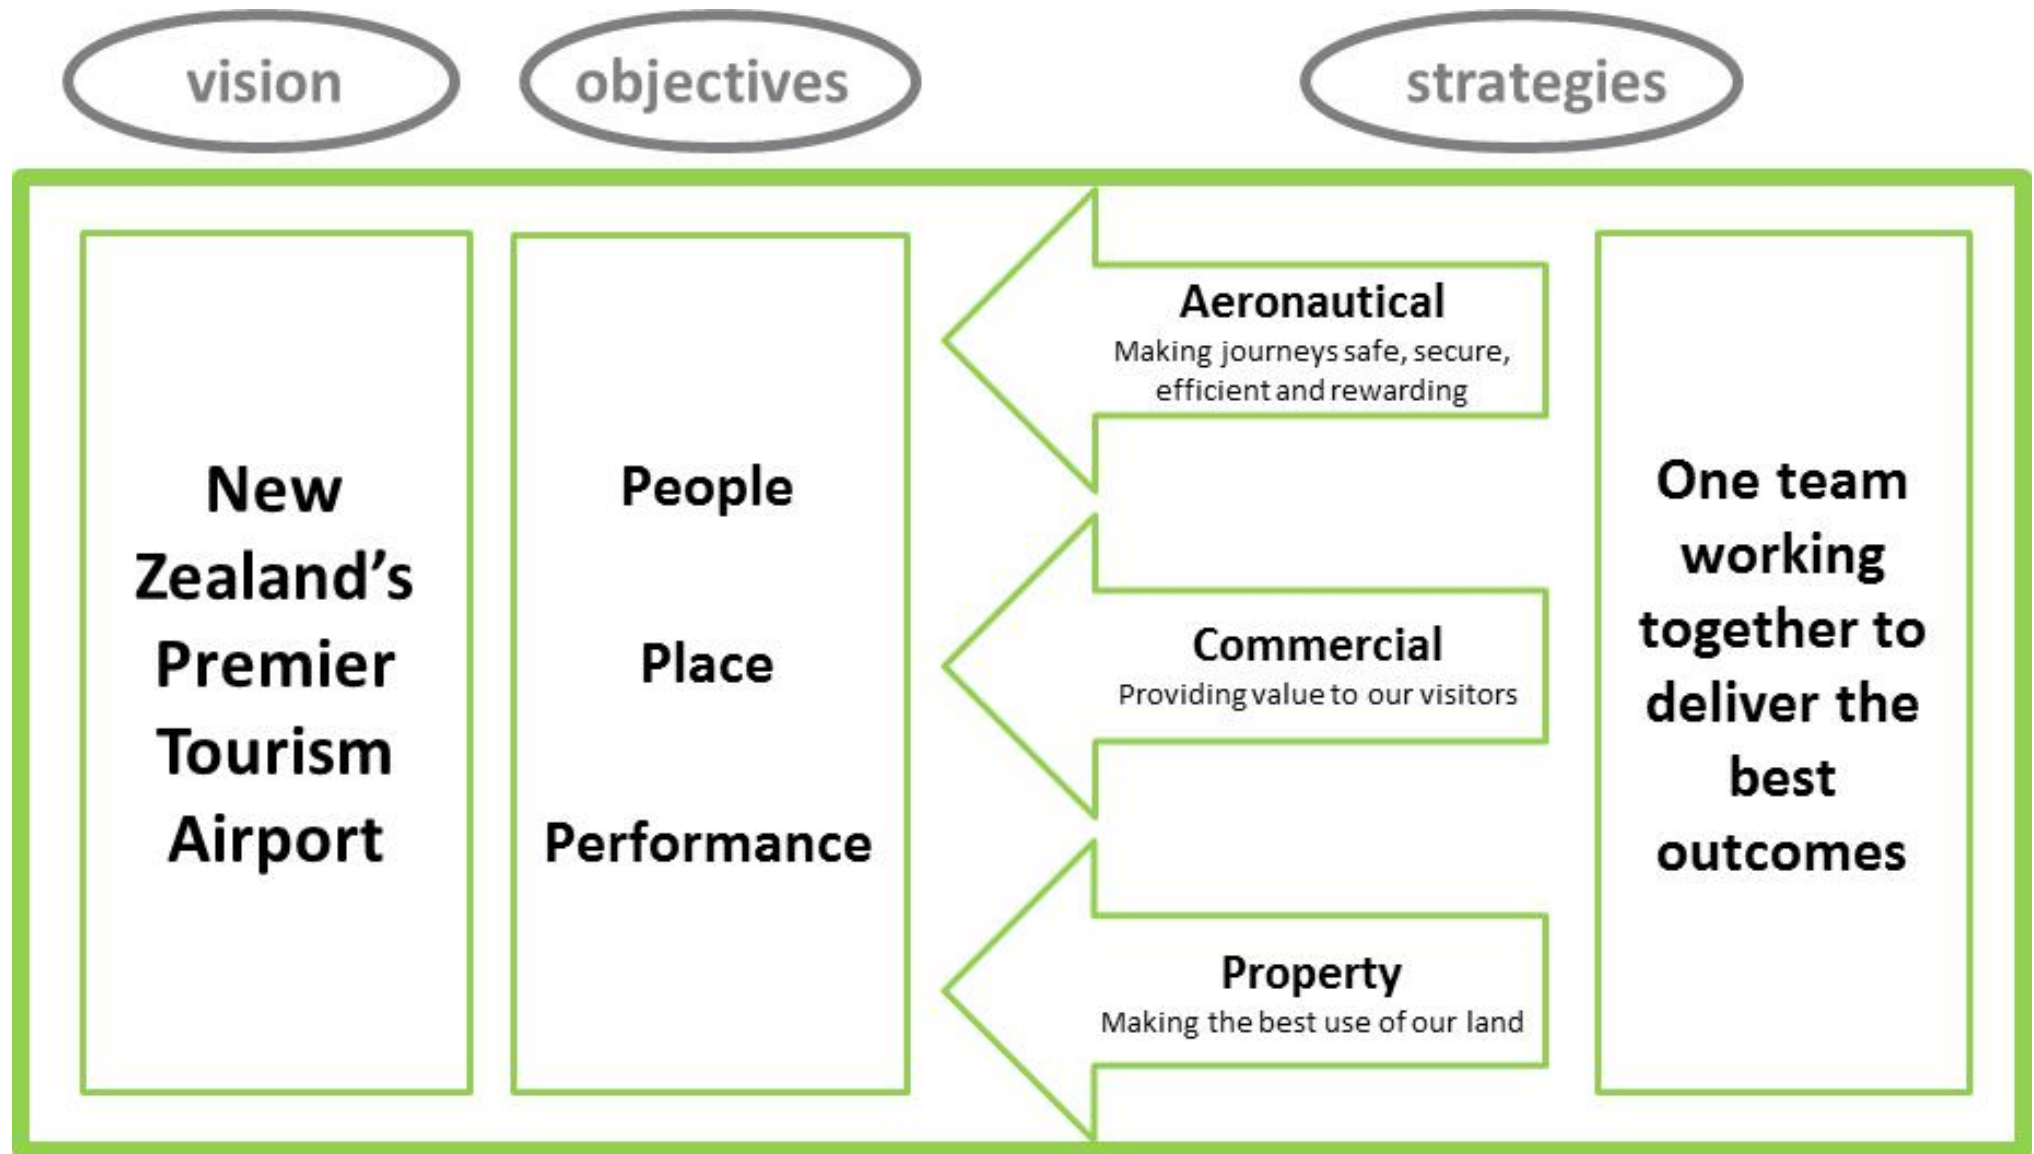 vision
objectives
strategies
New
Zealand’s
Premier
Tourism
Airport
People
Place
Performance
Aeronautical
Making journeys safe, secure,
efficient and rewarding
Commercial
Providing value to our visitors
Property
Making the best use of our land
One team
working
together to
deliver the
best
outcomes